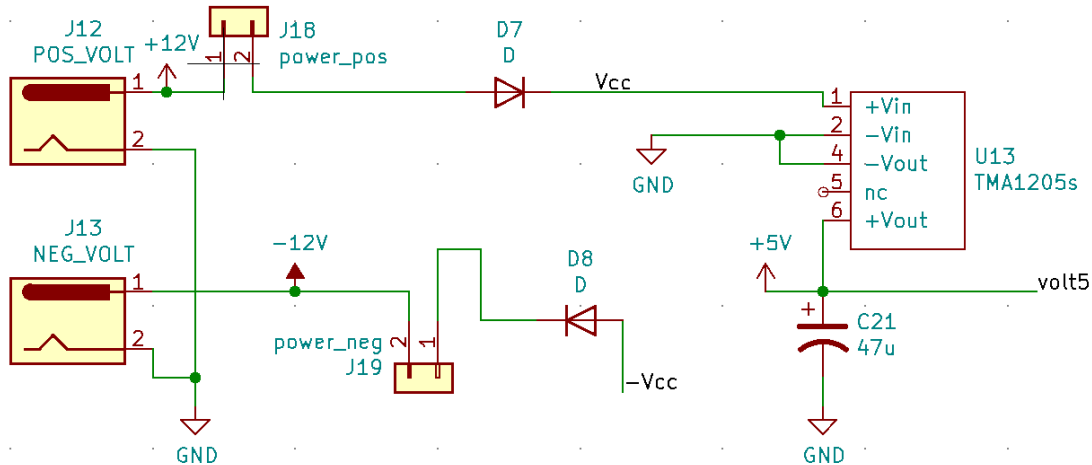 J12
POS_VOLT
+12V
J18
power_pos
1
2
1
2
D7
D
Vcc
1
+Vin
2
-Vin
4
-Vout
5
nc
6
+Vout
U13
TMA1205s
GND
J13
NEG_VOLT
1
2
-12V
power_neg
J19
2
1
D8
D
-Vcc
+5V
volt5
+
C21
47u
GND
GND